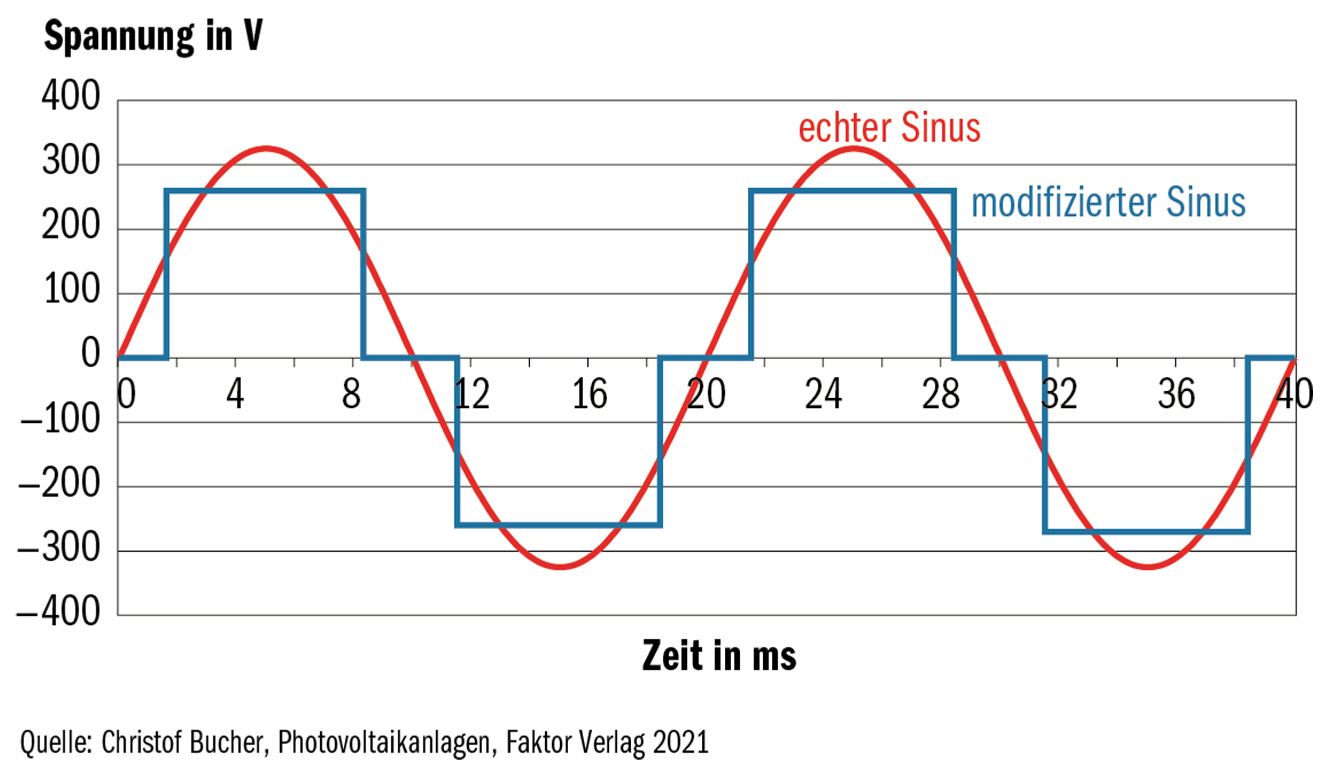 Spannung in V
400
echter Sinus
300
modifizierter Sinus
200
100
0
0 4 8 12 16 20 24 28 32 36 40
–100
–200
–300
–400
Zeit in ms
Quelle: Christof Bucher, Photovoltaikanlagen, Faktor Verlag 2021